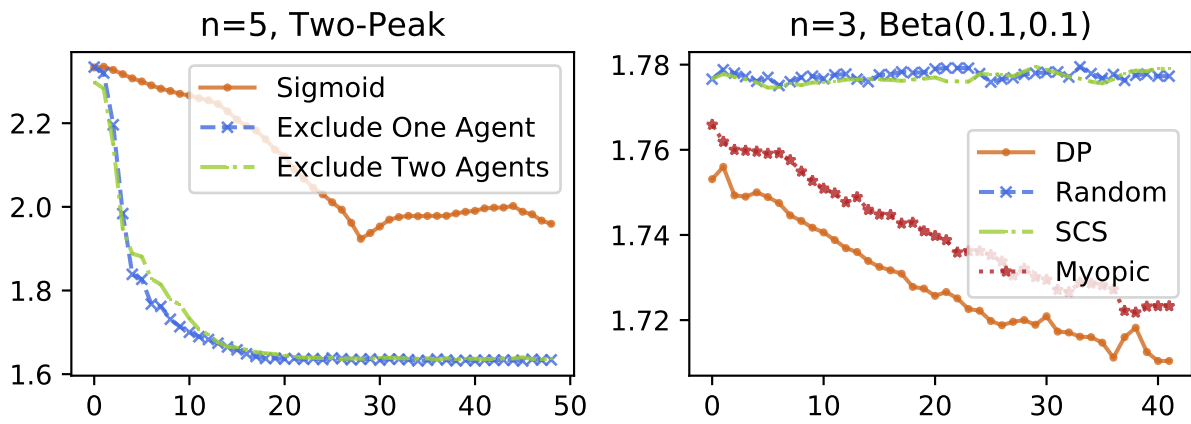 n=5, Two-Peak
2.2
2.0
1.8
1.6
0
10
20
30
40
50
Sigmoid
Exclude One Agent
Exclude Two Agents
n=3, Beta(0.1,0.1)
1.78
1.76
1.74
1.72
0
10
20
30
40
DP
Random
SCS
Myopic